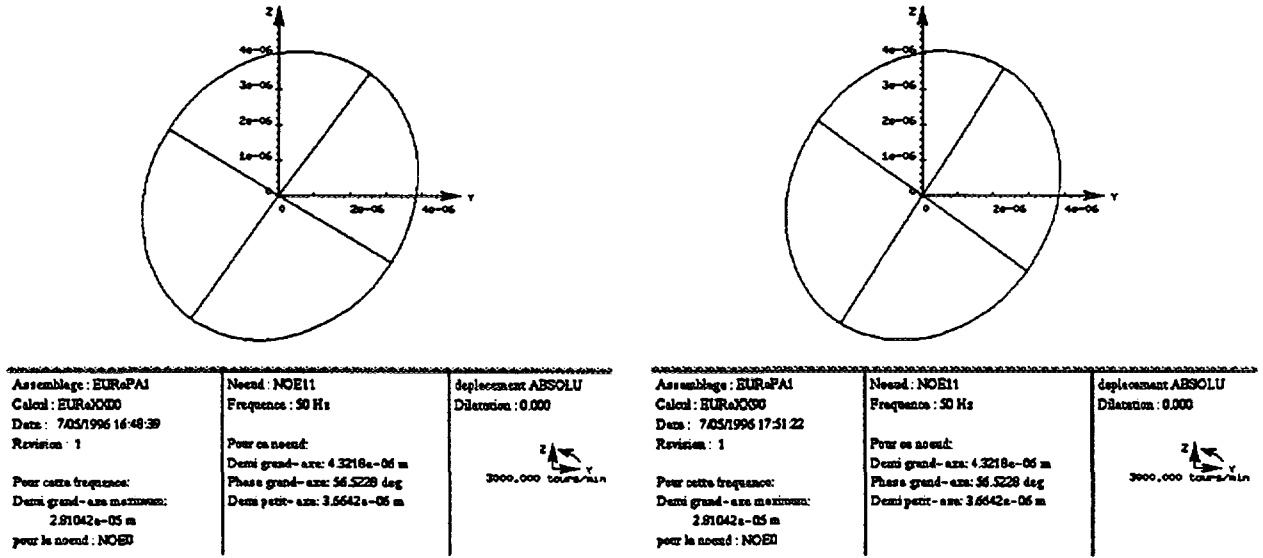 Z
4e-06
3e-06
2e-06
1e-06
0
0
2e-06
4e-06
Y
Assemblage : EURoPA1
Calcul : EURoXX00
Date : 7/05/1996 16:48:39
Revision : 1
Pour cette frequence:
Demi grand-axe maximum:
2.81042e-05 m
pour le noeud : NOE0
Noeud : NOE11
Frequence : 50 Hz
Pour ce noeud:
Demi grand-axe: 4.3218e-06 m
Phase grand-axe: 56.5228 deg
Demi petit-axe: 3.6642e-06 m
deplacement ABSOLU
Dilatation : 0.000
Z
Y
3000.000 tours/min
Z
4e-06
3e-06
2e-06
1e-06
0
0
2e-06
4e-06
Y
Assemblage : EURoPA1
Calcul : EURoXX90
Date : 7/05/1996 17:51:22
Revision : 1
Pour cette frequence:
Demi grand-axe maximum:
2.81042e-05 m
pour le noeud : NOE0
Noeud : NOE11
Frequence : 50 Hz
Pour ce noeud:
Demi grand-axe: 4.3218e-06 m
Phase grand-axe: 56.5228 deg
Demi petit-axe: 3.6642e-06 m
deplacement ABSOLU
Dilatation : 0.000
Z
Y
3000.000 tours/min